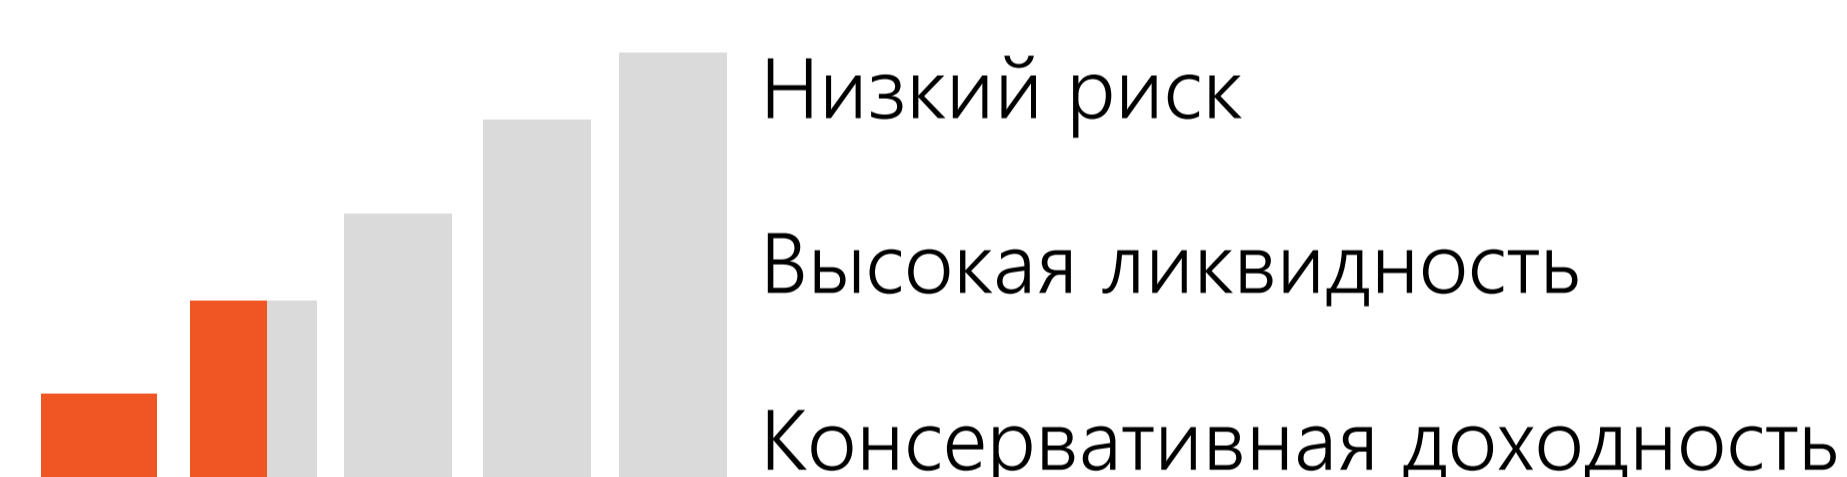 Низкий риск
Высокая ликвидность
Консервативная доходность